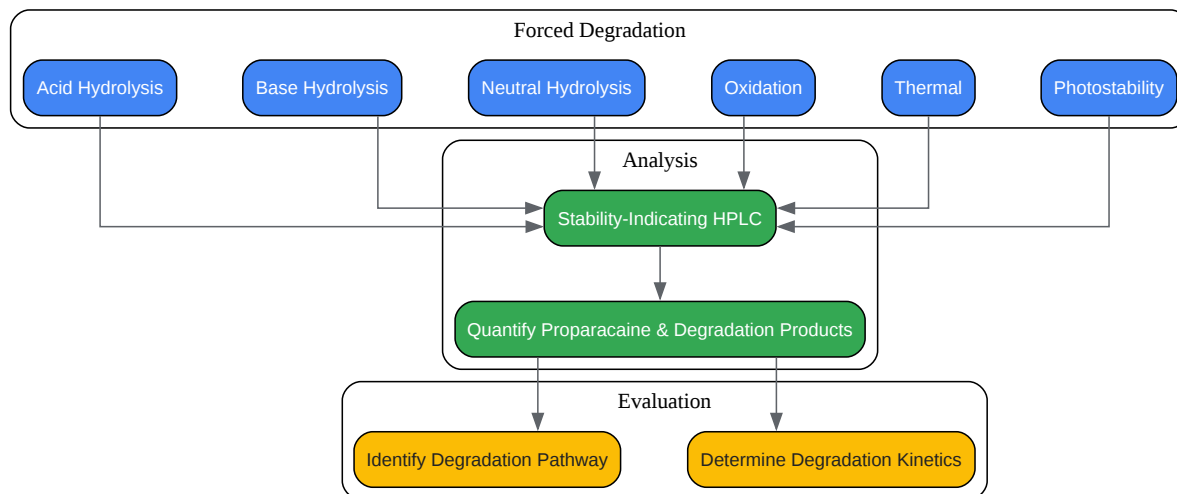 Forced Degradation
Acid Hydrolysis
Base Hydrolysis
Neutral Hydrolysis
Oxidation
Thermal
Photostability
Analysis
Stability-Indicating HPLC
Quantify Proparacaine & Degradation Products
Evaluation
Identify Degradation Pathway
Determine Degradation Kinetics